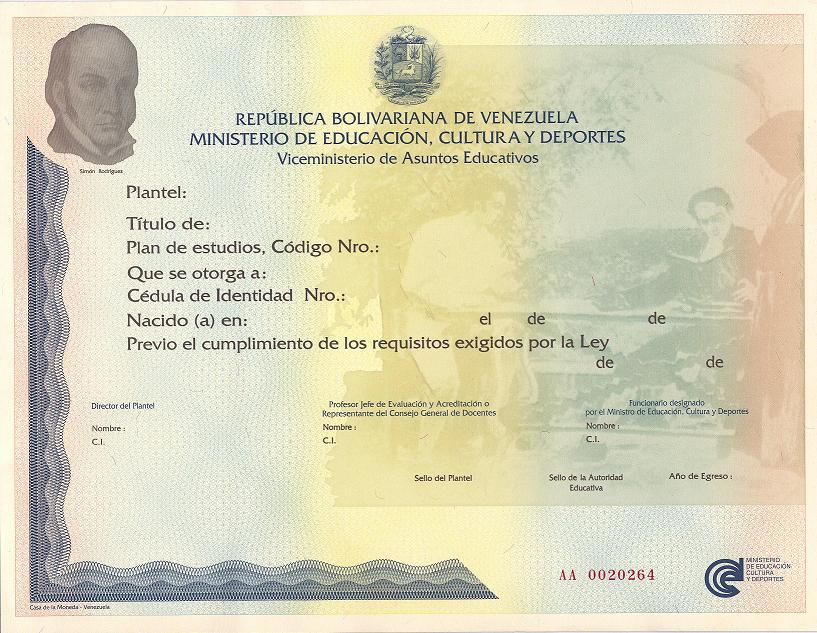 REPÚBLICA BOLIVARIANA DE VENEZUELA
MINISTERIO DE EDUCACIÓN, CULTURA Y DEPORTES
Viceministerio de Asuntos Educativos
Simón Rodríguez
Plantel:
Título de:
Plan de estudios, Código Nro.:
Que se otorga a:
Cédula de Identidad Nro.:
Nacido (a) en: el de de
Previo el cumplimiento de los requisitos exigidos por la Ley
de de
Director del Plantel
Nombre :
C.I.
Profesor Jefe de Evaluación y Acreditación o
Representante del Consejo General de Docentes
Nombre :
C.I.
Funcionario designado
por el Ministro de Educación, Cultura y Deportes
Nombre :
C.I.
Sello del Plantel
Sello de la Autoridad
Educativa
Año de Egreso :
AA 0020264
MINISTERIO
DE EDUCACIÓN
CULTURA
Y DEPORTES
Casa de la Moneda - Venezuela